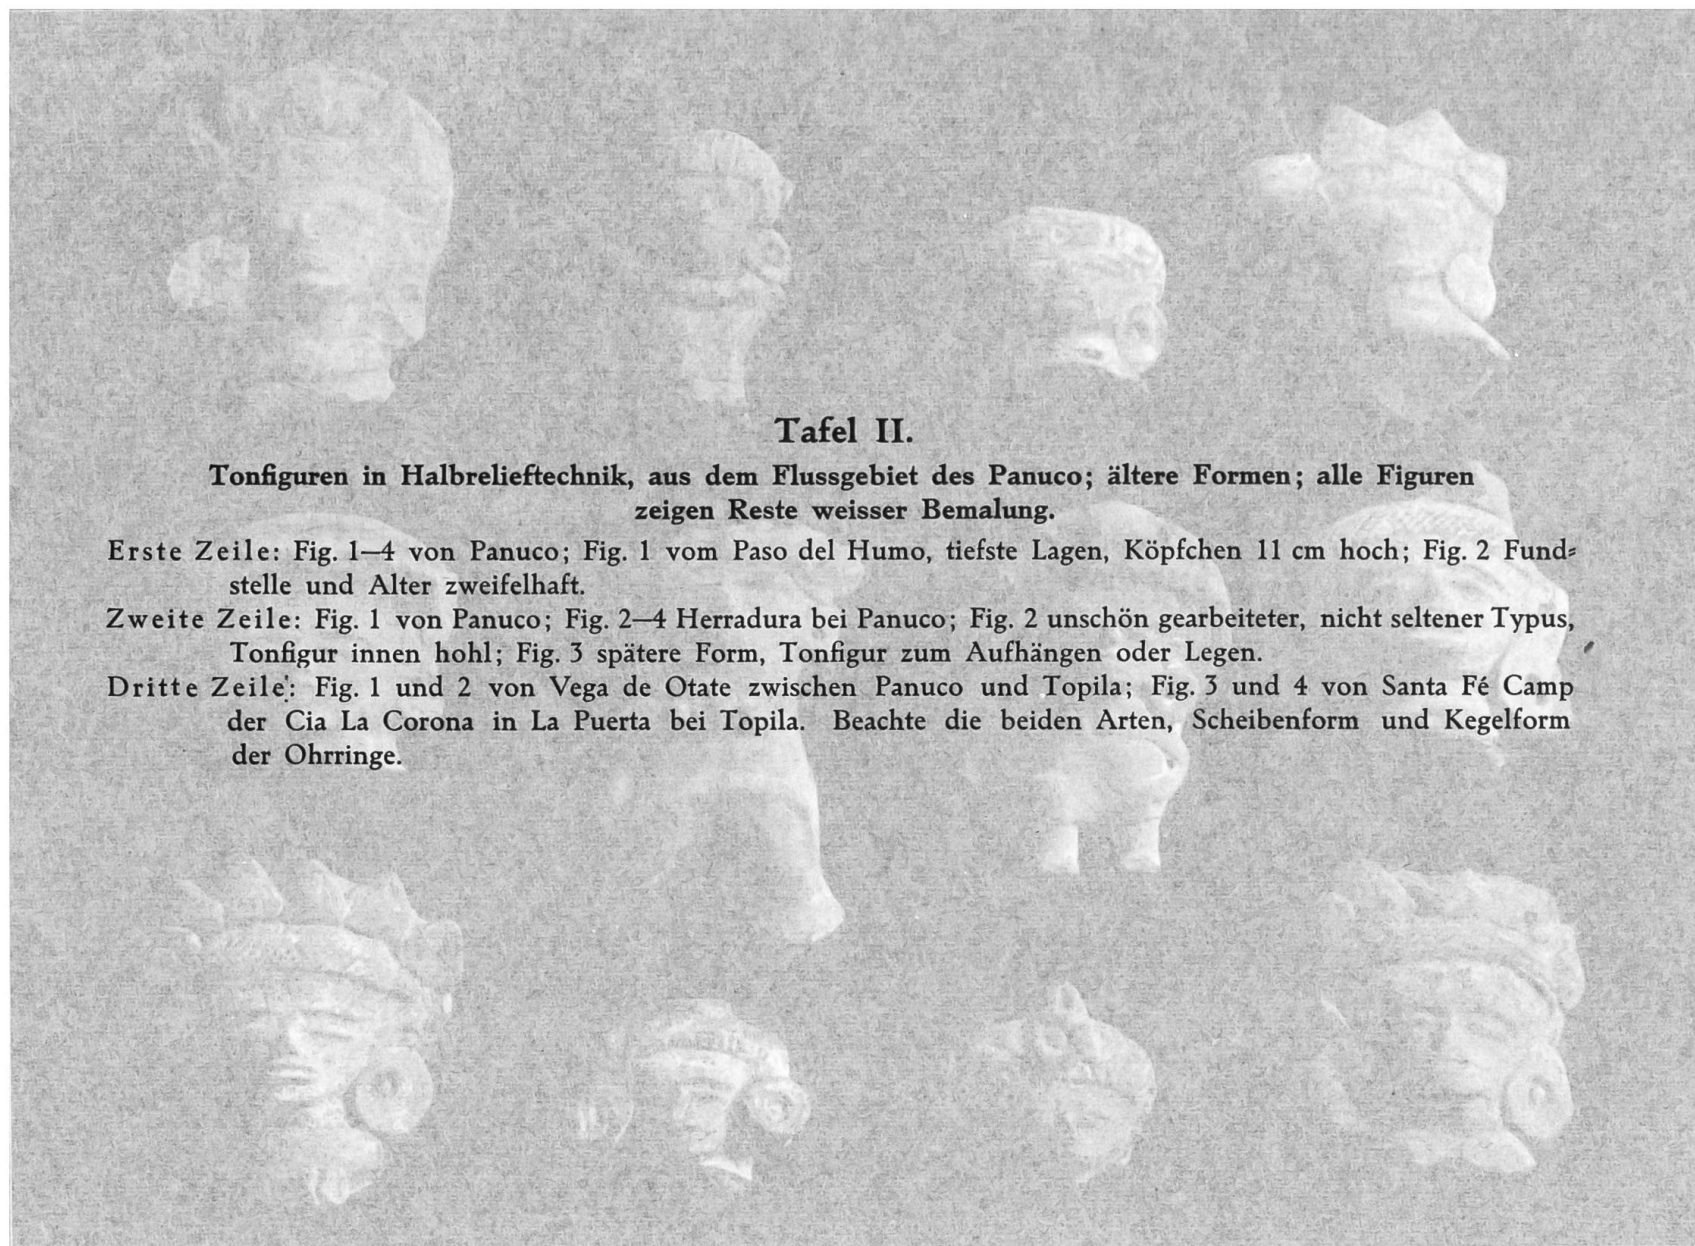 Tafel II.
Tonfiguren in Halbrelieftechnik, aus dem Flussgebiet des Panuco; ältere Formen; alle Figuren
zeigen Reste weisser Bemalung.
Erste Zeile: Fig. 1—4 von Panuco; Fig. 1 vom Paso del Humo, tiefste Lagen, Köpfchen 11 cm hoch; Fig. 2 Fund⸗
stelle und Alter zweifelhaft.
Zweite Zeile: Fig. 1 von Panuco; Fig. 2—4 Herradura bei Panuco; Fig. 2 unschön gearbeiteter, nicht seltener Typus,
Tonfigur innen hohl; Fig. 3 spätere Form, Tonfigur zum Aufhängen oder Legen.
Dritte Zeile: Fig. 1 und 2 von Vega de Otate zwischen Panuco und Topila; Fig. 3 und 4 von Santa Fé Camp
der Cia La Corona in La Puerta bei Topila. Beachte die beiden Arten, Scheibenform und Kegelform
der Ohrringe.